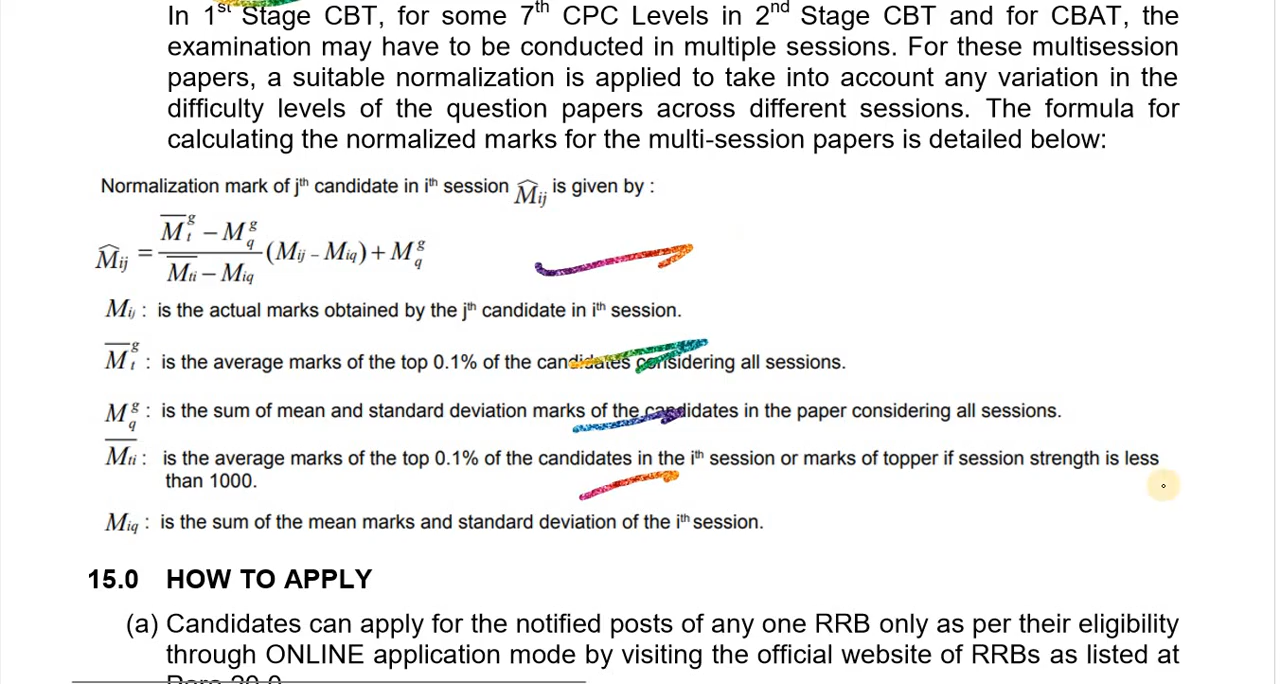 In 1st Stage CBT, for some 7th CPC Levels in 2nd Stage CBT and for CBAT, the
examination may have to be conducted in multiple sessions. For these multisession
papers, a suitable normalization is applied to take into account any variation in the
difficulty levels of the question papers across different sessions. The formula for
calculating the normalized marks for the multi-session papers is detailed below:
Normalization mark of jth candidate in ith session M̂ij is given by :
M̂ij = (M̄tᵍ − Mqᵍ) / (M̄ti − Miq) (Mij − Miq) + Mqᵍ
Mij : is the actual marks obtained by the jth candidate in ith session.
M̄tᵍ : is the average marks of the top 0.1% of the candidates considering all sessions.
Mqᵍ : is the sum of mean and standard deviation marks of the candidates in the paper considering all sessions.
M̄ti : is the average marks of the top 0.1% of the candidates in the ith session or marks of topper if session strength is less
than 1000.
Miq : is the sum of the mean marks and standard deviation of the ith session.
15.0 HOW TO APPLY
(a) Candidates can apply for the notified posts of any one RRB only as per their eligibility
through ONLINE application mode by visiting the official website of RRBs as listed at